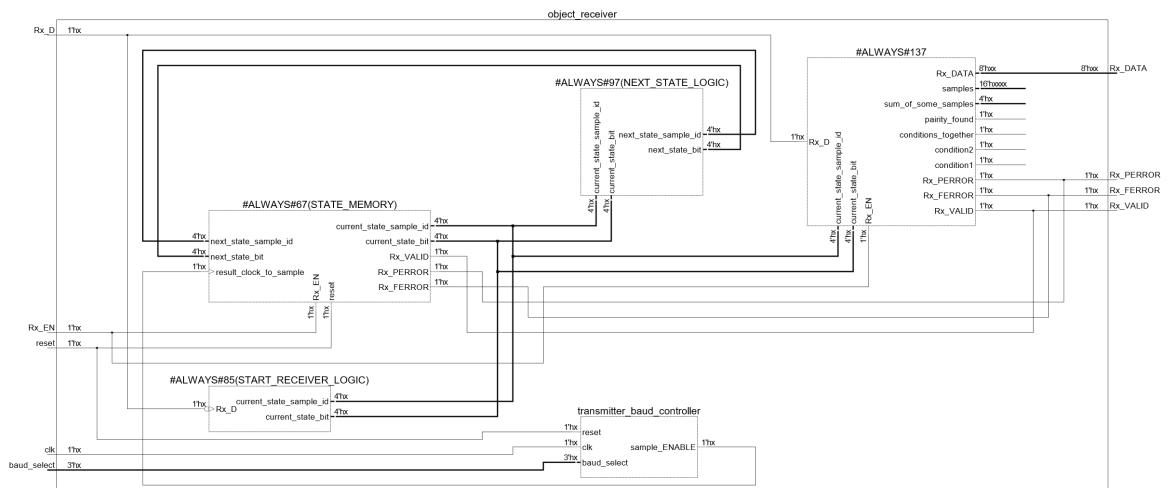 object_receiver
Rx_D 1'hx
#ALWAYS#137
Rx_DATA 8'hxx 8'hxx Rx_DATA
samples 16'hxxxx
sum_of_some_samples 4'hx
pairity_found 1'hx
conditions_together 1'hx
condition2 1'hx
condition1 1'hx
Rx_PERROR 1'hx 1'hx Rx_PERROR
Rx_FERROR 1'hx 1'hx Rx_FERROR
Rx_VALID 1'hx 1'hx Rx_VALID
1'hx Rx_D
4'hx current_state_sample_id
4'hx current_state_bit
1'hx Rx_EN
#ALWAYS#97(NEXT_STATE_LOGIC)
4'hx current_state_sample_id
4'hx current_state_bit
next_state_sample_id 4'hx
next_state_bit 4'hx
#ALWAYS#67(STATE_MEMORY)
4'hx next_state_sample_id
4'hx next_state_bit
1'hx result_clock_to_sample
1'hx Rx_EN
1'hx reset
current_state_sample_id 4'hx
current_state_bit 4'hx
Rx_VALID 1'hx
Rx_PERROR 1'hx
Rx_FERROR 1'hx
Rx_EN 1'hx
reset 1'hx
#ALWAYS#85(START_RECEIVER_LOGIC)
1'hx Rx_D
current_state_sample_id 4'hx
current_state_bit 4'hx
transmitter_baud_controller
1'hx reset
1'hx clk
3'hx baud_select
sample_ENABLE 1'hx
clk 1'hx
baud_select 3'hx